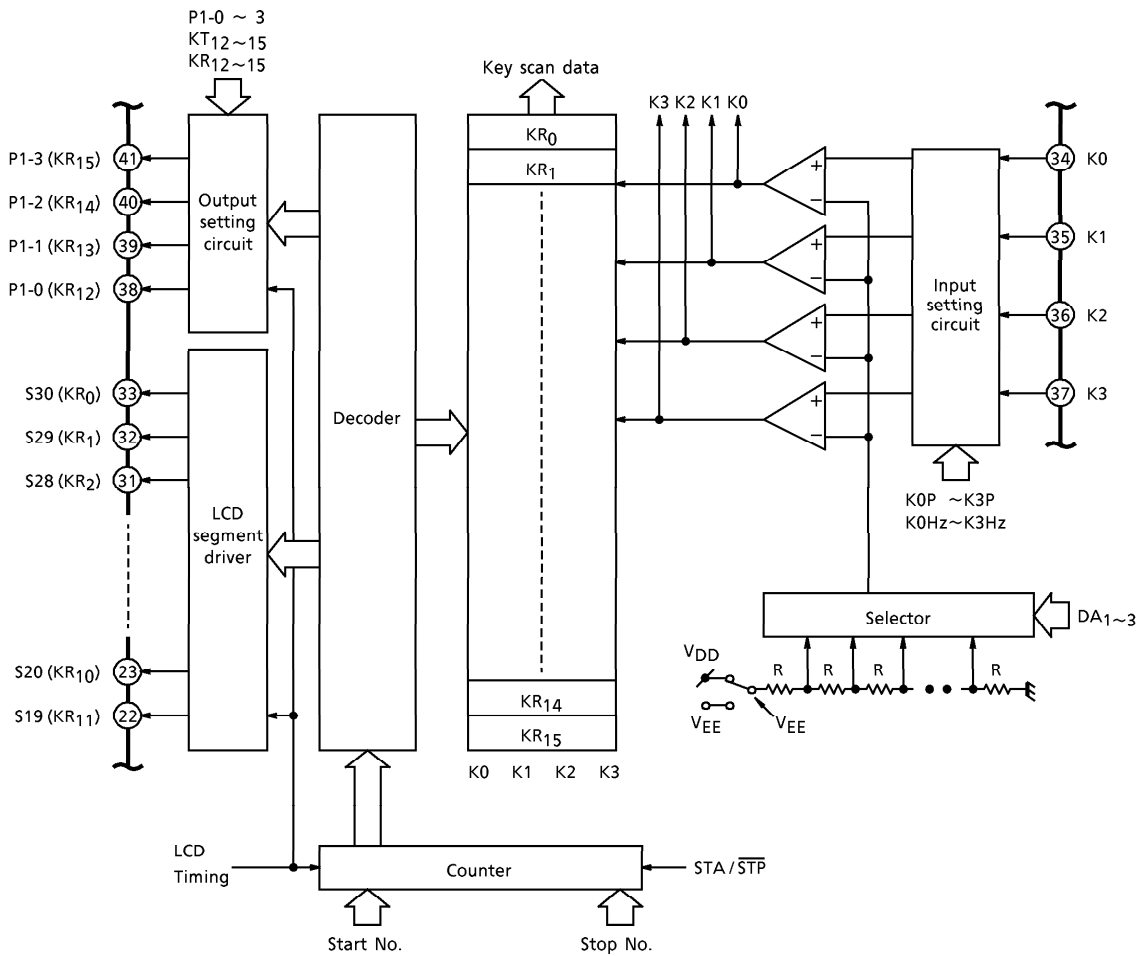 P1-0 ~ 3
KT12~15
KR12~15
Key scan data
K3 K2 K1 K0
KR0
KR1
P1-3 (KR15) 41
P1-2 (KR14) 40
P1-1 (KR13) 39
P1-0 (KR12) 38
Output
setting
circuit
+
−
+
−
+
−
+
−
34 K0
35 K1
36 K2
37 K3
Input
setting
circuit
S30 (KR0) 33
S29 (KR1) 32
S28 (KR2) 31
Decoder
LCD
segment
driver
K0P ~K3P
K0Hz~K3Hz
Selector
DA1~3
S20 (KR10) 23
S19 (KR11) 22
VDD
R R R R
VEE
VEE
KR14
KR15
K0 K1 K2 K3
LCD
Timing
Counter
STA / STP
Start No.
Stop No.